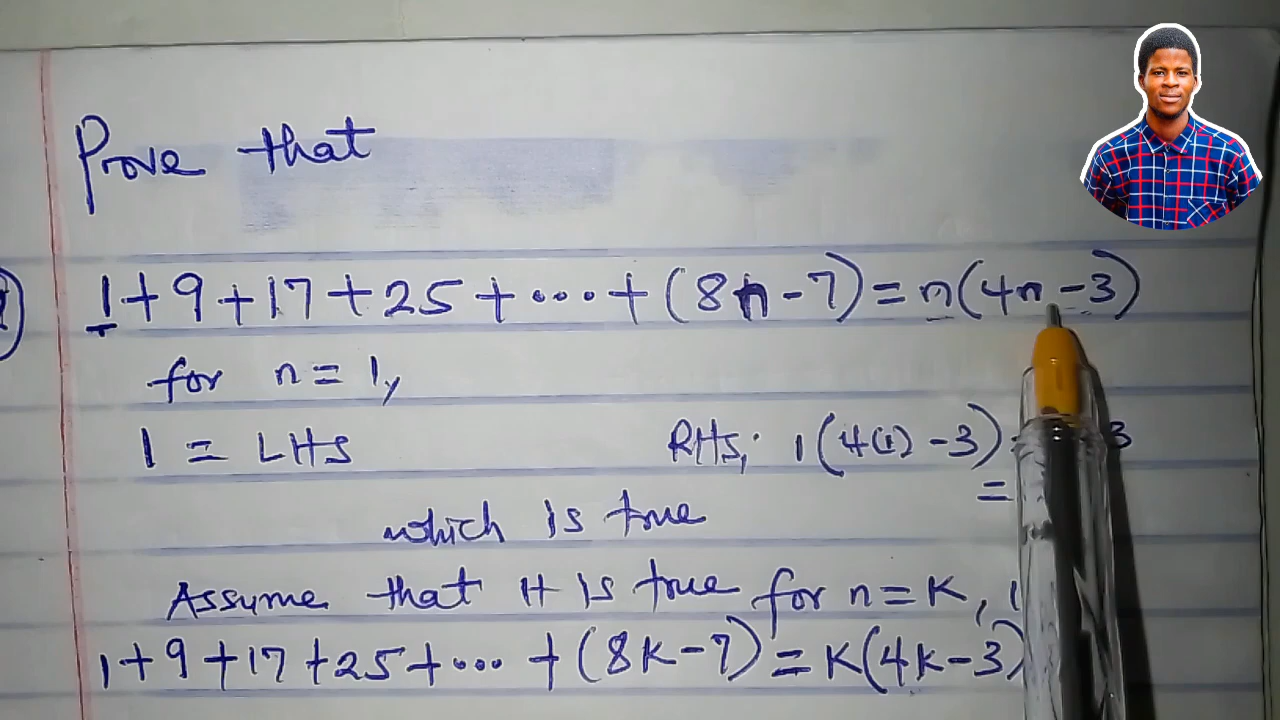 Prove that
1+9+17+25+...+(8n-7)=n(4n-3)
for n=1,
1 = LHS RHS; 1(4(1)-3) 3
=
which is true
Assume that it is true for n=K,
1+9+17+25+...+(8K-7)=K(4K-3)